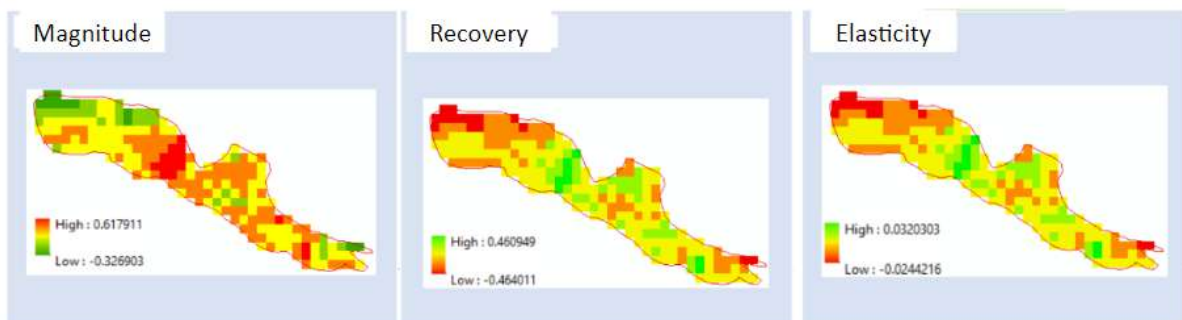 Magnitude
High : 0.617911
Low : -0.326903
Recovery
High : 0.460949
Low : -0.464011
Elasticity
High : 0.0320303
Low : -0.0244216